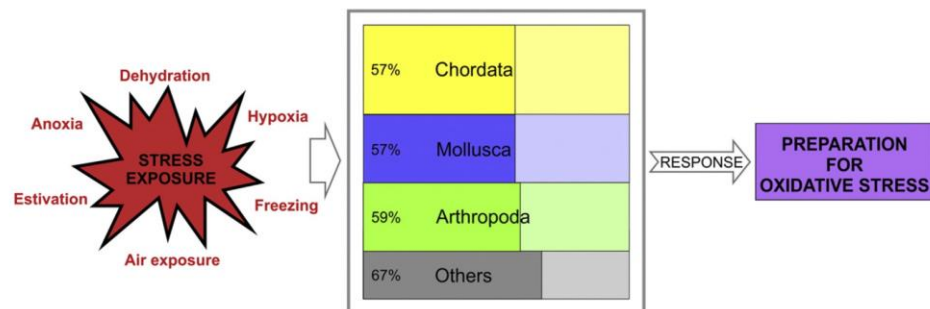 Dehydration
Anoxia
Hypoxia
STRESS
EXPOSURE
Estivation
Freezing
Air exposure
57% Chordata
57% Mollusca
59% Arthropoda
67% Others
RESPONSE
PREPARATION
FOR
OXIDATIVE STRESS